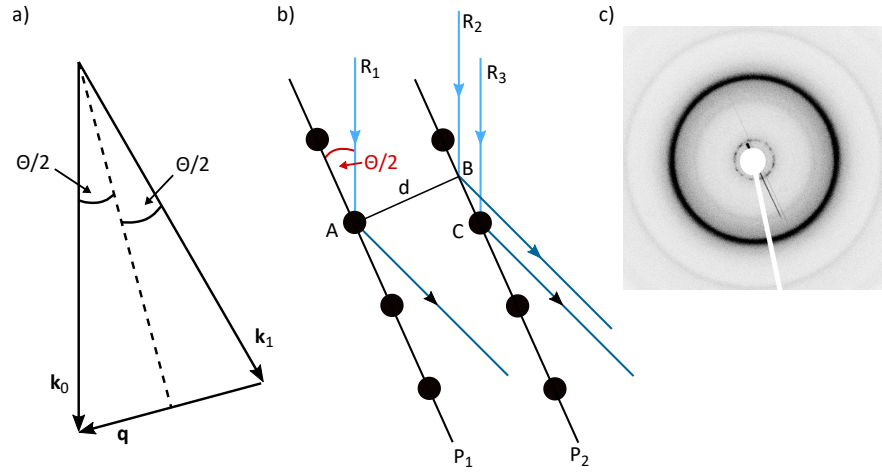 a)
Θ/2
Θ/2
k₀
k₁
q
b)
R₁
R₂
R₃
Θ/2
B
d
A
C
P₁
P₂
c)